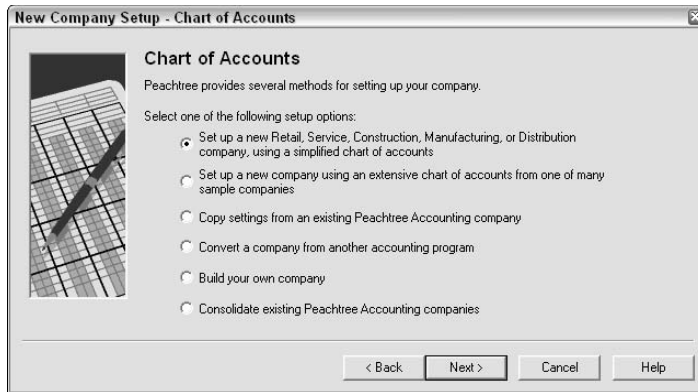 New Company Setup - Chart of Accounts
Chart of Accounts
Peachtree provides several methods for setting up your company.
Select one of the following setup options:
Set up a new Retail, Service, Construction, Manufacturing, or Distribution
company, using a simplified chart of accounts
Set up a new company using an extensive chart of accounts from one of many
sample companies
Copy settings from an existing Peachtree Accounting company
Convert a company from another accounting program
Build your own company
Consolidate existing Peachtree Accounting companies
< Back
Next >
Cancel
Help